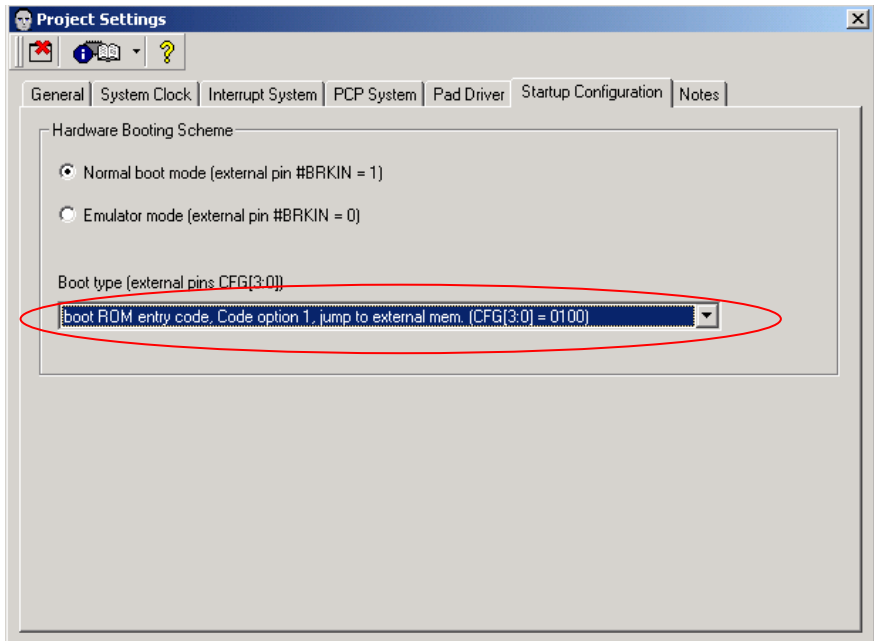 Project Settings
General System Clock Interrupt System PCP System Pad Driver Startup Configuration Notes
Hardware Booting Scheme
Normal boot mode (external pin #BRKIN = 1)
Emulator mode (external pin #BRKIN = 0)
Boot type (external pins CFG[3:0])
boot ROM entry code, Code option 1, jump to external mem. (CFG[3:0] = 0100)